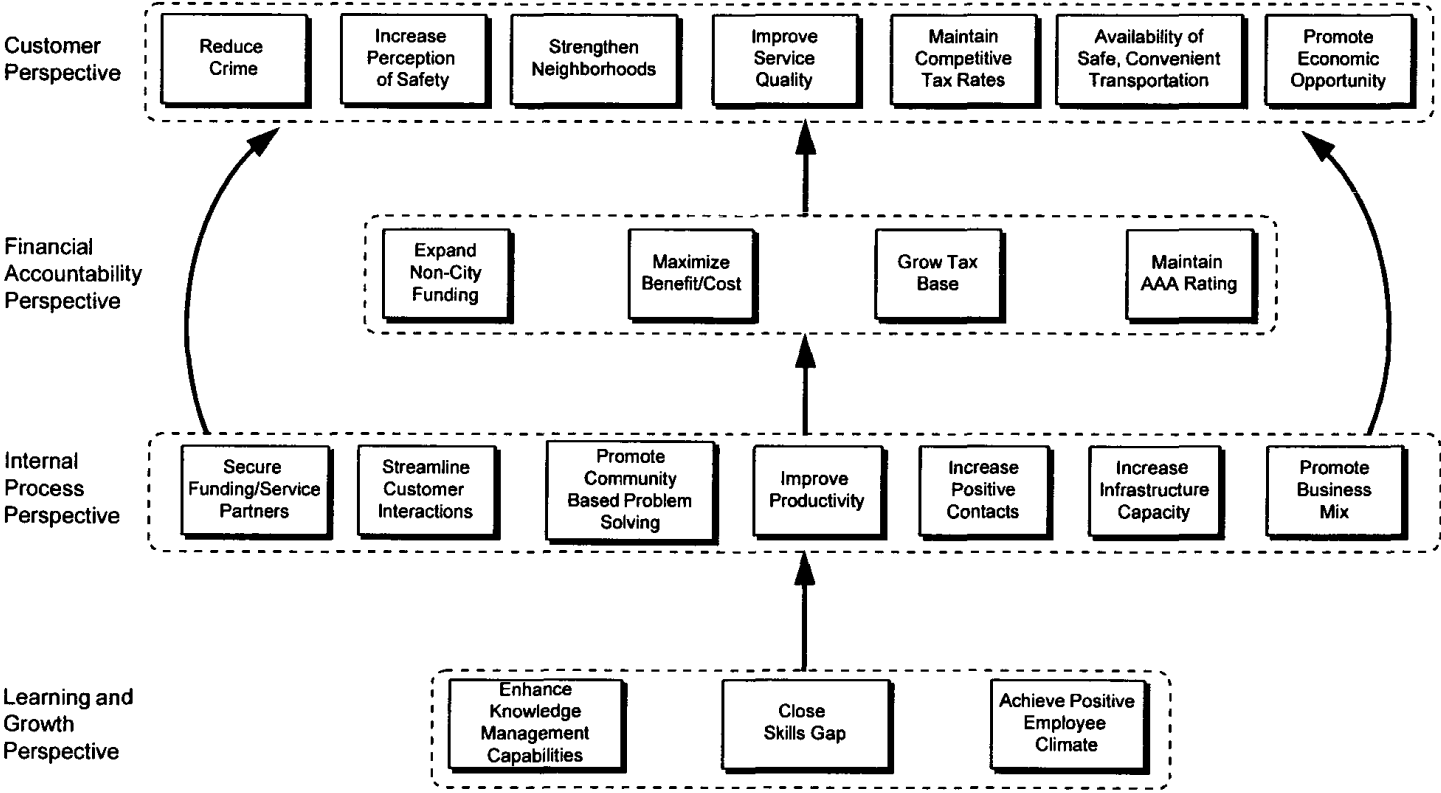 Customer
Perspective
Reduce
Crime
Increase
Perception
of Safety
Strengthen
Neighborhoods
Improve
Service
Quality
Maintain
Competitive
Tax Rates
Availability of
Safe, Convenient
Transportation
Promote
Economic
Opportunity
Financial
Accountability
Perspective
Expand
Non-City
Funding
Maximize
Benefit/Cost
Grow Tax
Base
Maintain
AAA Rating
Internal
Process
Perspective
Secure
Funding/Service
Partners
Streamline
Customer
Interactions
Promote
Community
Based Problem
Solving
Improve
Productivity
Increase
Positive
Contacts
Increase
Infrastructure
Capacity
Promote
Business
Mix
Learning and
Growth
Perspective
Enhance
Knowledge
Management
Capabilities
Close
Skills Gap
Achieve Positive
Employee
Climate